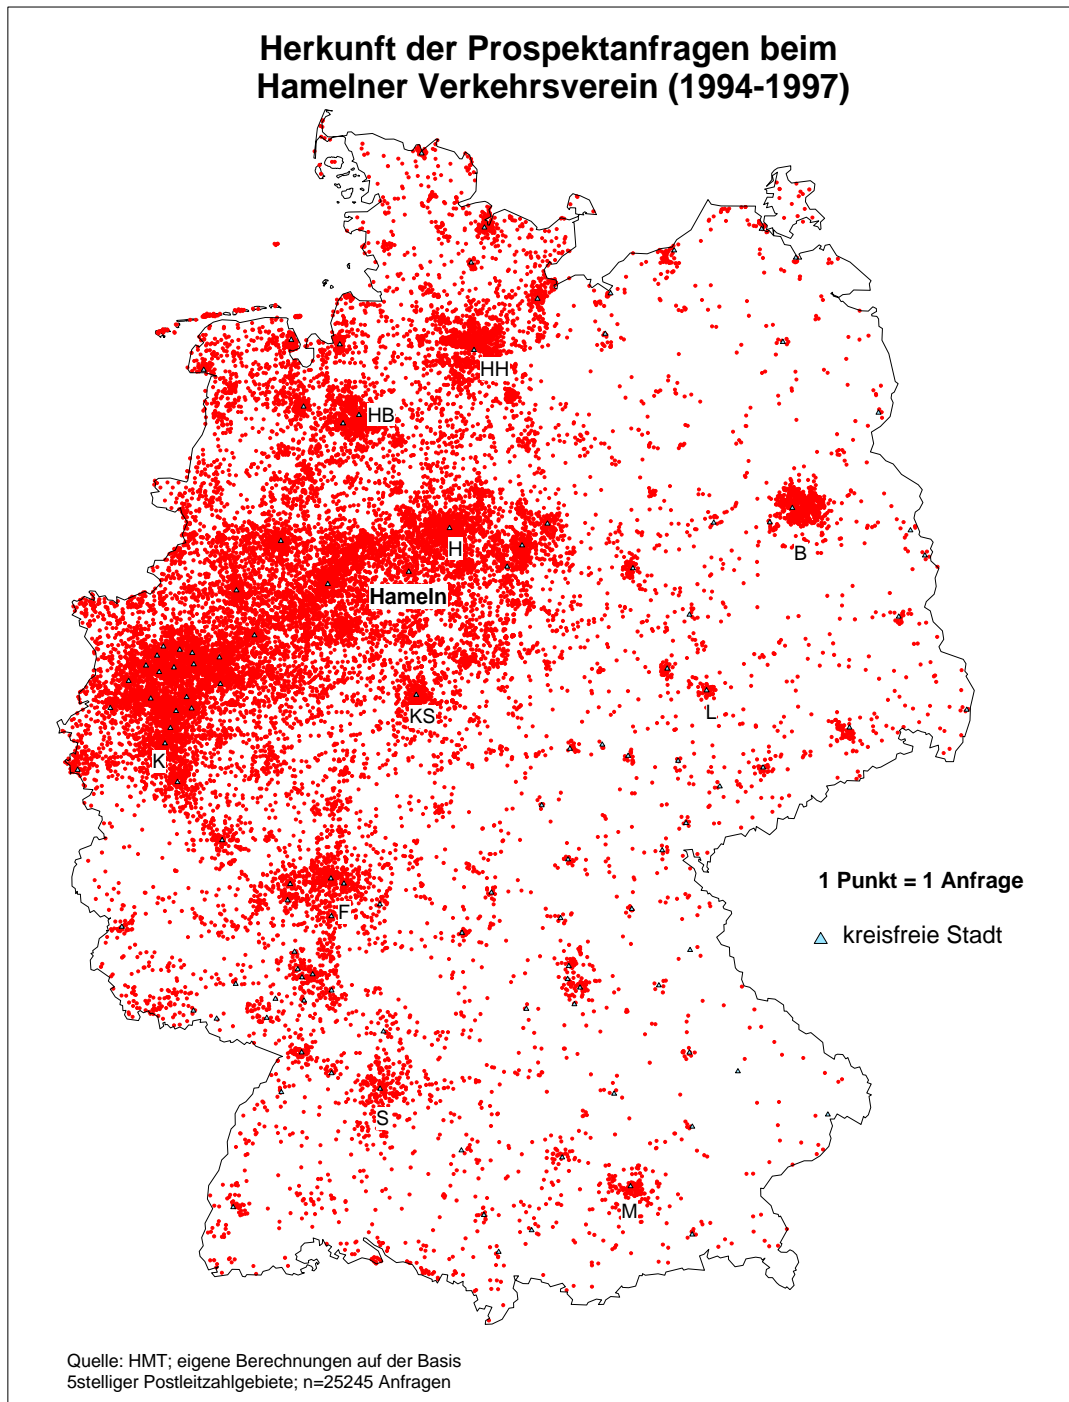 Herkunft der Prospektanfragen beim
Hamelner Verkehrsverein (1994-1997)
HH
HB
H
B
Hameln
KS
L
K
1 Punkt = 1 Anfrage
F
kreisfreie Stadt
S
M
Quelle: HMT; eigene Berechnungen auf der Basis
5stelliger Postleitzahlgebiete; n=25245 Anfragen